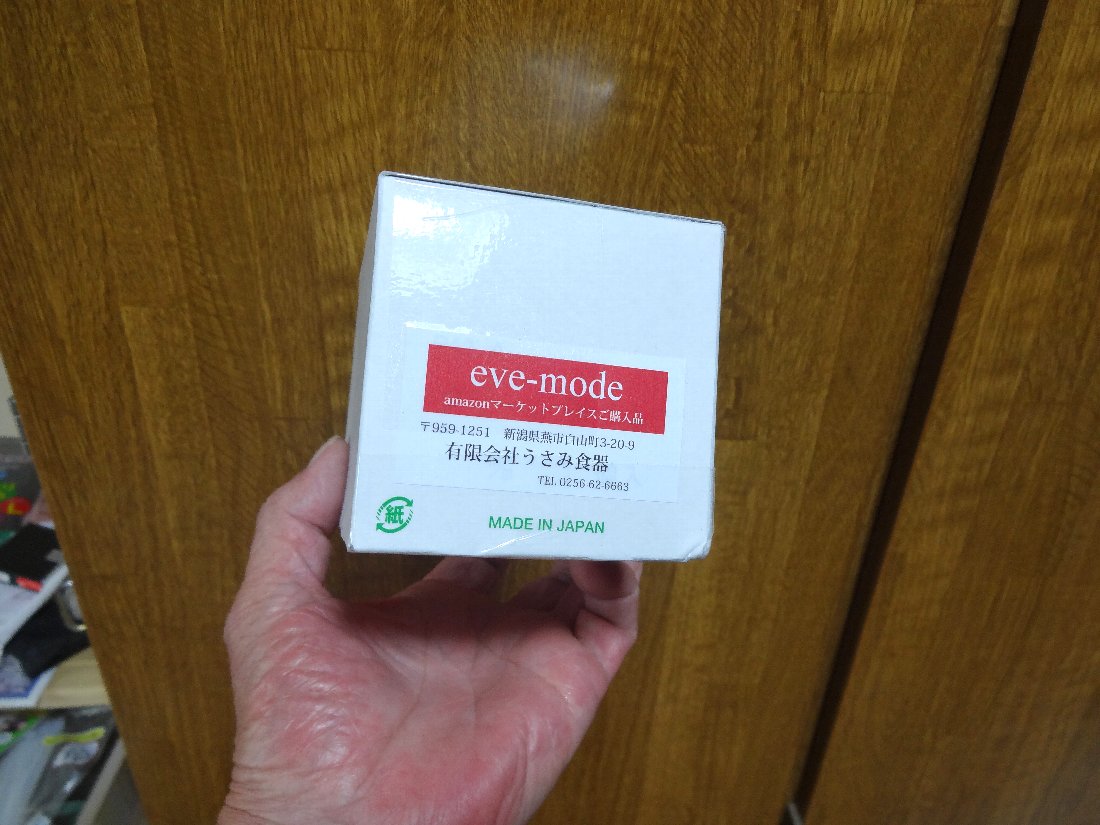 eve-mode
amazonマーケットプレイスご購入品
〒959-1251 新潟県燕市白山町3-20-9
有限会社うさみ食器
TEL 0256-62-6663
紙
MADE IN JAPAN